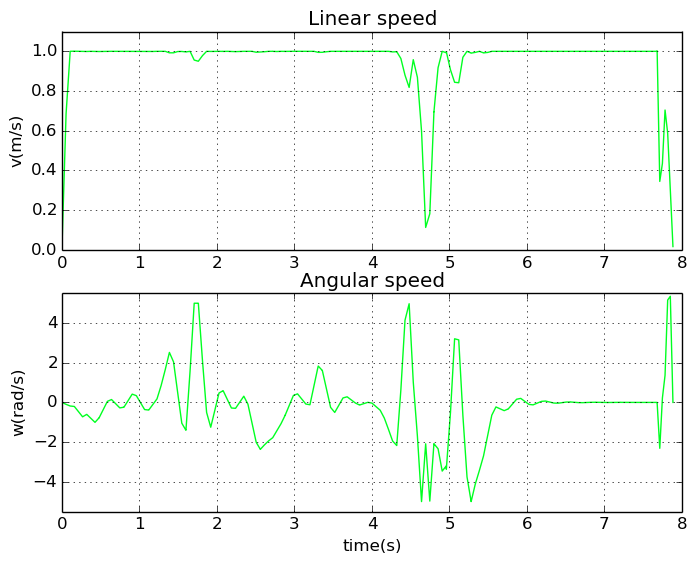 Linear speed
v(m/s)
1.0
0.8
0.6
0.4
0.2
0.0
0 1 2 3 4 5 6 7 8
Angular speed
w(rad/s)
4
2
0
−2
−4
0 1 2 3 4 5 6 7 8
time(s)